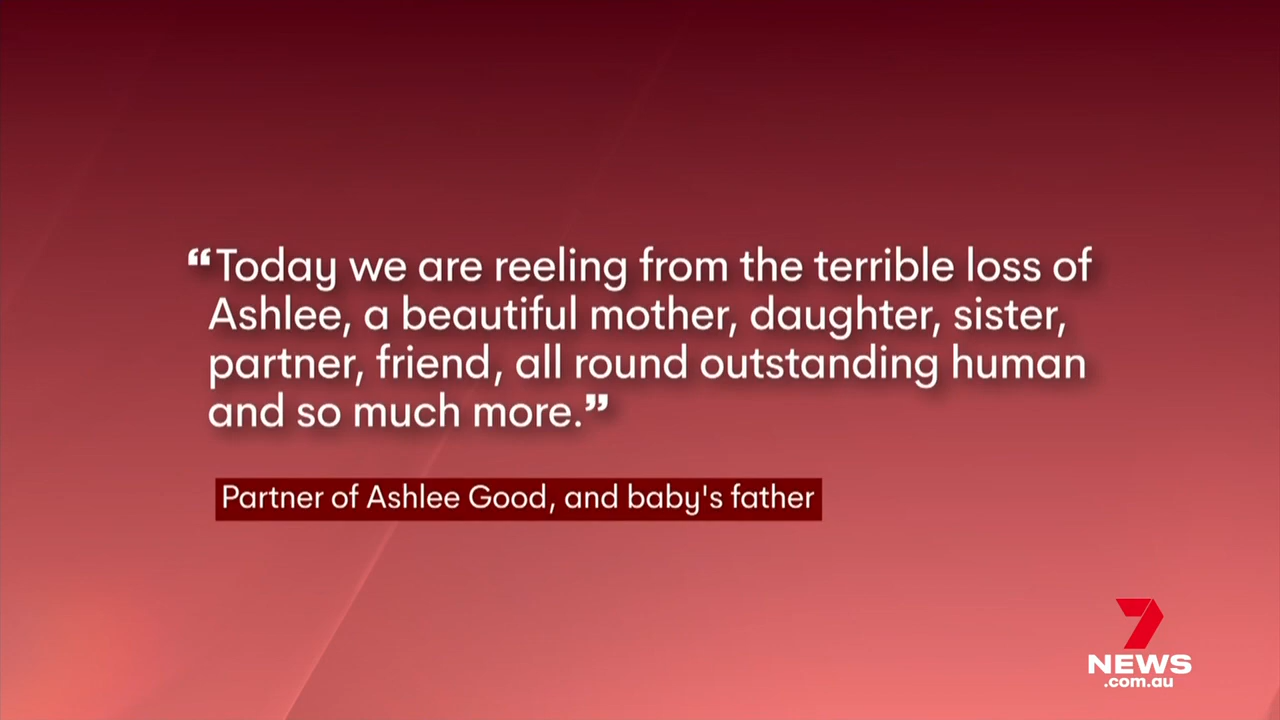 “Today we are reeling from the terrible loss of
Ashlee, a beautiful mother, daughter, sister,
partner, friend, all round outstanding human
and so much more.”
Partner of Ashlee Good, and baby's father
7
NEWS
.com.au